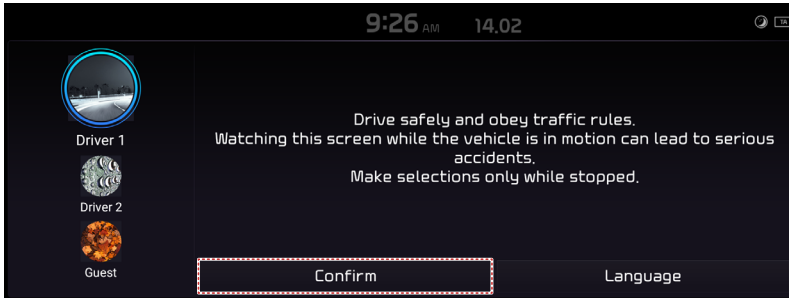 9:26 AM 14.02
1A
Driver 1
Driver 2
Guest
Drive safely and obey traffic rules.
Watching this screen while the vehicle is in motion can lead to serious
accidents.
Make selections only while stopped.
Confirm
Language